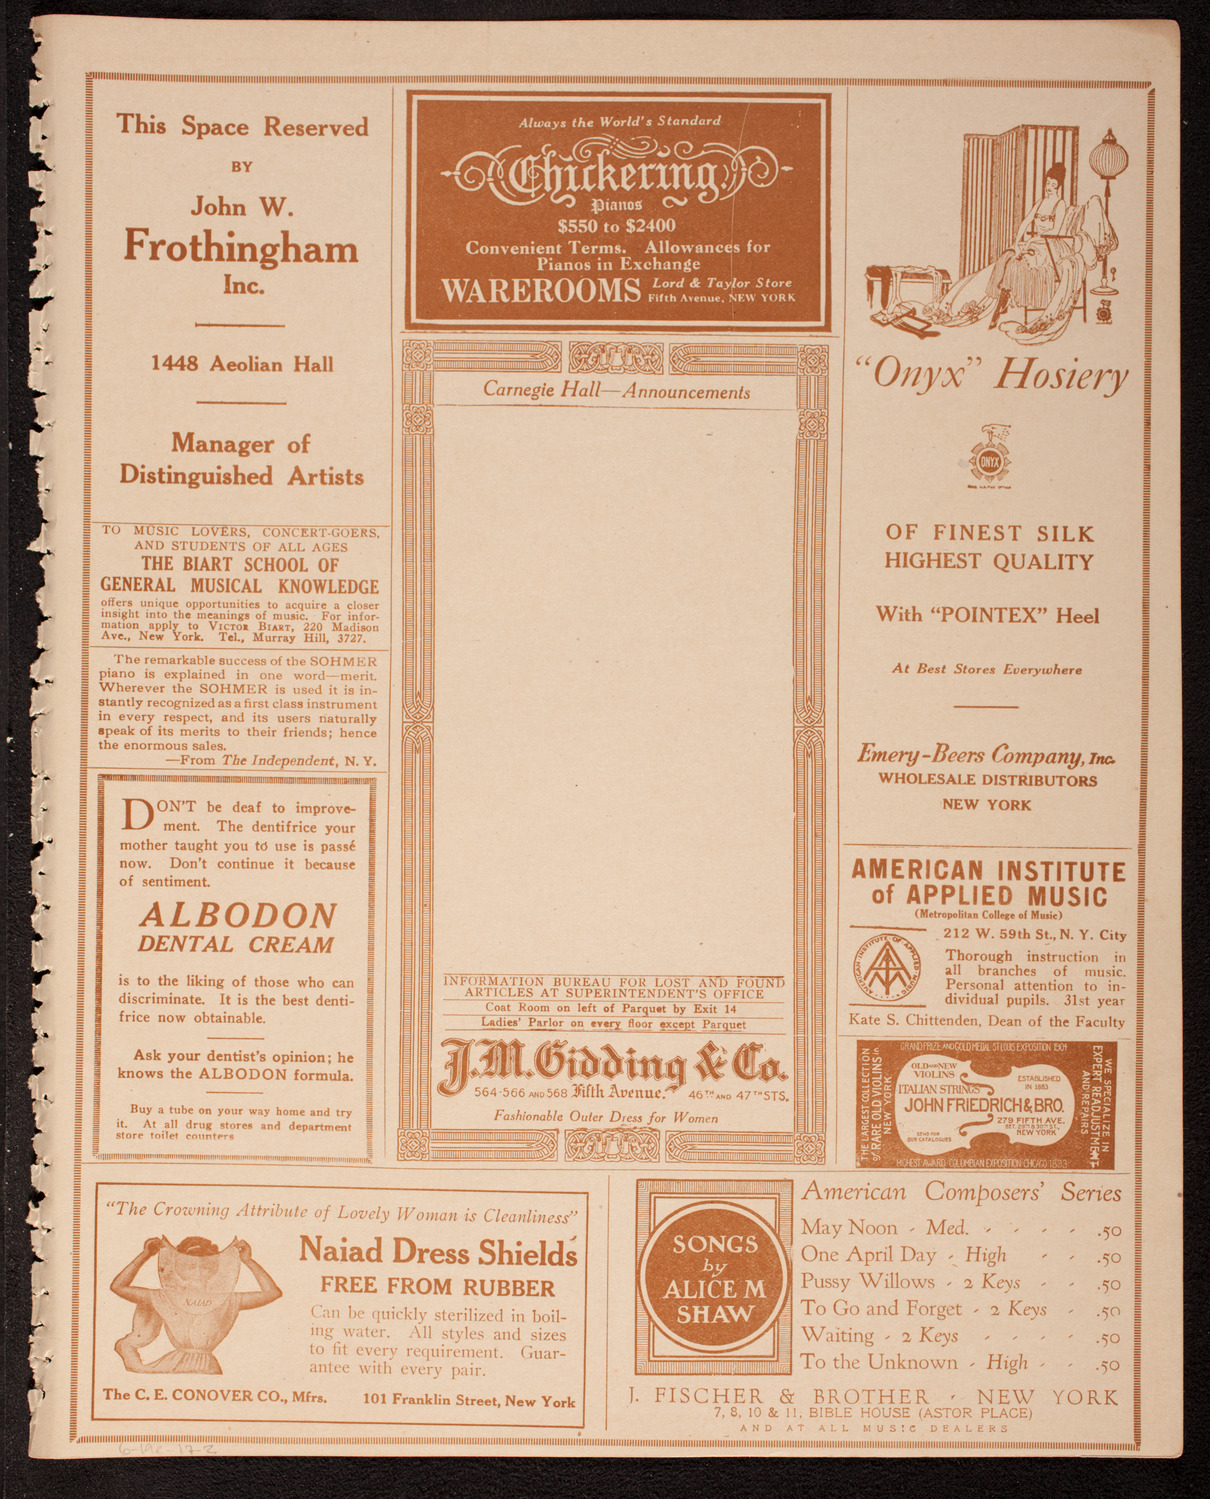 This Space Reserved
BY
John W.
Frothingham
Inc.
1448 Aeolian Hall
Manager of
Distinguished Artists
TO MUSIC LOVERS, CONCERT-GOERS,
AND STUDENTS OF ALL AGES
THE BIART SCHOOL OF
GENERAL MUSICAL KNOWLEDGE
offers unique opportunities to acquire a closer
insight into the meanings of music. For infor-
mation apply to VICTOR BIART, 220 Madison
Ave., New York. Tel., Murray Hill, 3727.
The remarkable success of the SOHMER
piano is explained in one word—merit.
Wherever the SOHMER is used it is in-
stantly recognized as a first class instrument
in every respect, and its users naturally
speak of its merits to their friends; hence
the enormous sales.
—From The Independent, N. Y.
DON'T be deaf to improve-
ment. The dentifrice your
mother taught you to use is passé
now. Don't continue it because
of sentiment.
ALBODON
DENTAL CREAM
is to the liking of those who can
discriminate. It is the best denti-
frice now obtainable.
Ask your dentist's opinion; he
knows the ALBODON formula.
Buy a tube on your way home and try
it. At all drug stores and department
store toilet counters
Always the World's Standard
Chickering
Pianos
$550 to $2400
Convenient Terms. Allowances for
Pianos in Exchange
WAREROOMS Lord & Taylor Store
Fifth Avenue, NEW YORK
Carnegie Hall—Announcements
INFORMATION BUREAU FOR LOST AND FOUND
ARTICLES AT SUPERINTENDENT'S OFFICE
Coat Room on left of Parquet by Exit 14
Ladies' Parlor on every floor except Parquet
J.M. Gidding & Co.
564-566 AND 568 Fifth Avenue. 46TH AND 47TH STS.
Fashionable Outer Dress for Women
"Onyx" Hosiery
ONYX
OF FINEST SILK
HIGHEST QUALITY
With "POINTEX" Heel
At Best Stores Everywhere
Emery-Beers Company, Inc.
WHOLESALE DISTRIBUTORS
NEW YORK
AMERICAN INSTITUTE
of APPLIED MUSIC
(Metropolitan College of Music)
212 W. 59th St., N. Y. City
AMERICAN INSTITUTE OF APPLIED MUSIC
Thorough instruction in
all branches of music.
Personal attention to in-
dividual pupils. 31st year
Kate S. Chittenden, Dean of the Faculty
GRAND PRIZE AND GOLD MEDAL ST LOUIS EXPOSITION 1904
THE LARGEST COLLECTION
of RARE OLD VIOLINS in
NEW YORK
OLD AND NEW
VIOLINS
ITALIAN STRINGS
ESTABLISHED
IN 1883
JOHN FRIEDRICH & BRO.
279 FIFTH AVE.
NEW YORK
SEND FOR
OUR CATALOGUES
WE SPECIALIZE IN
EXPERT READJUSTMENT
AND REPAIRS
HIGHEST AWARD COLUMBIAN EXPOSITION CHICAGO 1893
"The Crowning Attribute of Lovely Woman is Cleanliness"
NAIAD
Naiad Dress Shields
FREE FROM RUBBER
Can be quickly sterilized in boil-
ing water. All styles and sizes
to fit every requirement. Guar-
antee with every pair.
The C. E. CONOVER CO., Mfrs. 101 Franklin Street, New York
SONGS
by
ALICE M
SHAW
American Composers' Series
May Noon - Med. - - - - .50
One April Day - High - - .50
Pussy Willows - 2 Keys - - .50
To Go and Forget - 2 Keys - .50
Waiting - 2 Keys - - - - .50
To the Unknown - High - - .50
J. FISCHER & BROTHER - - NEW YORK
7, 8, 10 & 11, BIBLE HOUSE (ASTOR PLACE)
AND AT ALL MUSIC DEALERS
6-19e-17-2